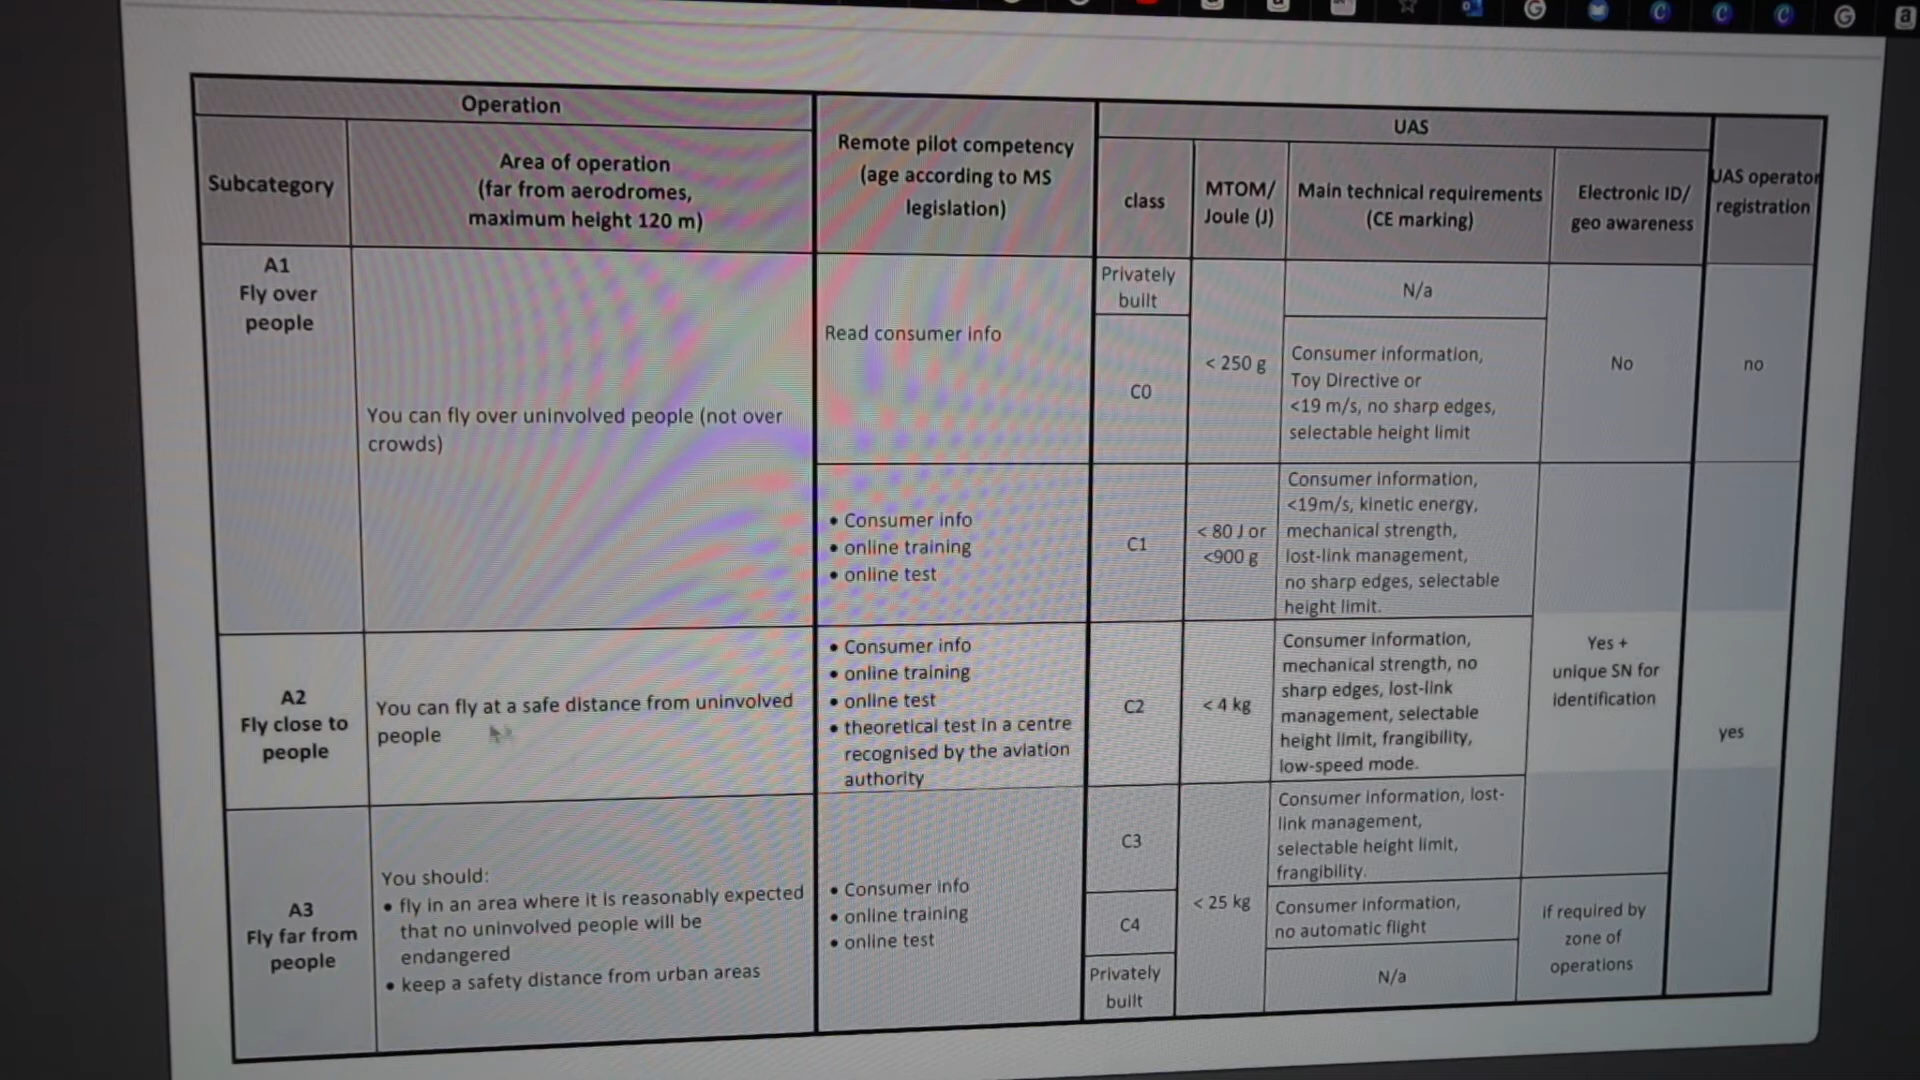 Operation
Subcategory
Area of operation
(far from aerodromes,
maximum height 120 m)
Remote pilot competency
(age according to MS
legislation)
UAS
class
MTOM/
Joule (J)
Main technical requirements
(CE marking)
Electronic ID/
geo awareness
UAS operator
registration
A1
Fly over
people
You can fly over uninvolved people (not over
crowds)
Read consumer info
Privately
built
C0
< 250 g
N/a
Consumer information,
Toy Directive or
<19 m/s, no sharp edges,
selectable height limit
No
no
• Consumer info
• online training
• online test
C1
< 80 J or
<900 g
Consumer information,
<19m/s, kinetic energy,
mechanical strength,
lost-link management,
no sharp edges, selectable
height limit.
A2
Fly close to
people
You can fly at a safe distance from uninvolved
people
• Consumer info
• online training
• online test
• theoretical test in a centre
recognised by the aviation
authority
C2
< 4 kg
Consumer information,
mechanical strength, no
sharp edges, lost-link
management, selectable
height limit, frangibility,
low-speed mode.
Yes +
unique SN for
identification
yes
A3
Fly far from
people
You should:
• fly in an area where it is reasonably expected
that no uninvolved people will be
endangered
• keep a safety distance from urban areas
• Consumer info
• online training
• online test
C3
C4
Privately
built
< 25 kg
Consumer information, lost-
link management,
selectable height limit,
frangibility.
Consumer information,
no automatic flight
N/a
if required by
zone of
operations